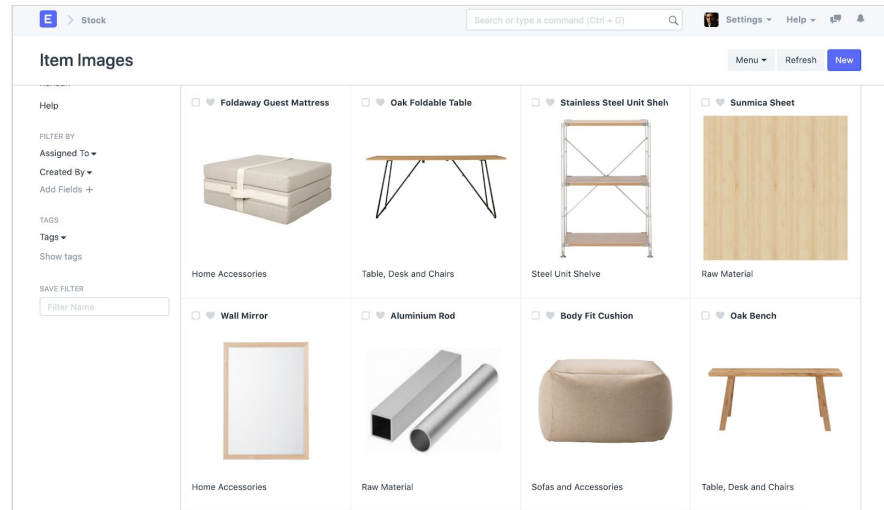 E > Stock
Search or type a command (Ctrl + G)
Settings
Help
Item Images
Menu
Refresh
New
Help
FILTER BY
Assigned To
Created By
Add Fields +
TAGS
Tags
Show tags
SAVE FILTER
Filter Name
Foldaway Guest Mattress
Home Accessories
Oak Foldable Table
Table, Desk and Chairs
Stainless Steel Unit Shelv
Steel Unit Shelve
Sunmica Sheet
Raw Material
Wall Mirror
Home Accessories
Aluminium Rod
Raw Material
Body Fit Cushion
Sofas and Accessories
Oak Bench
Table, Desk and Chairs